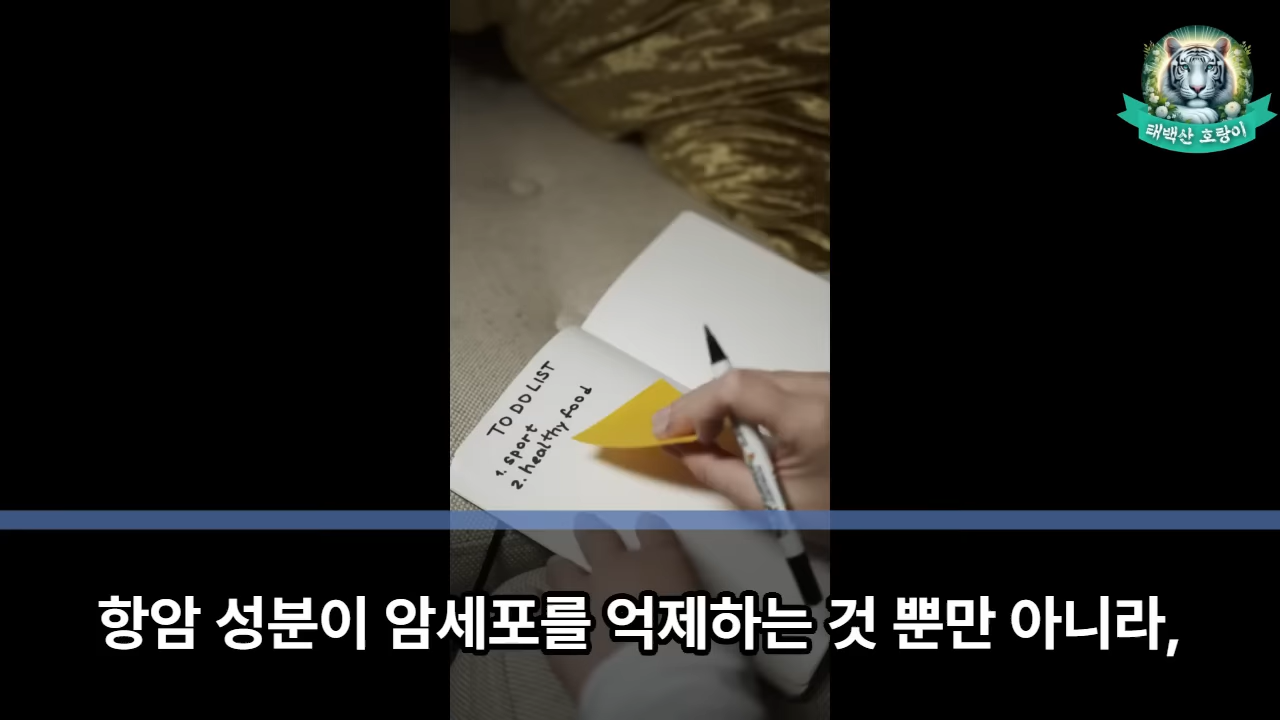 태백산 호랑이
TO DO LIST
1. sport
2. healthy food
항암 성분이 암세포를 억제하는 것 뿐만 아니라,